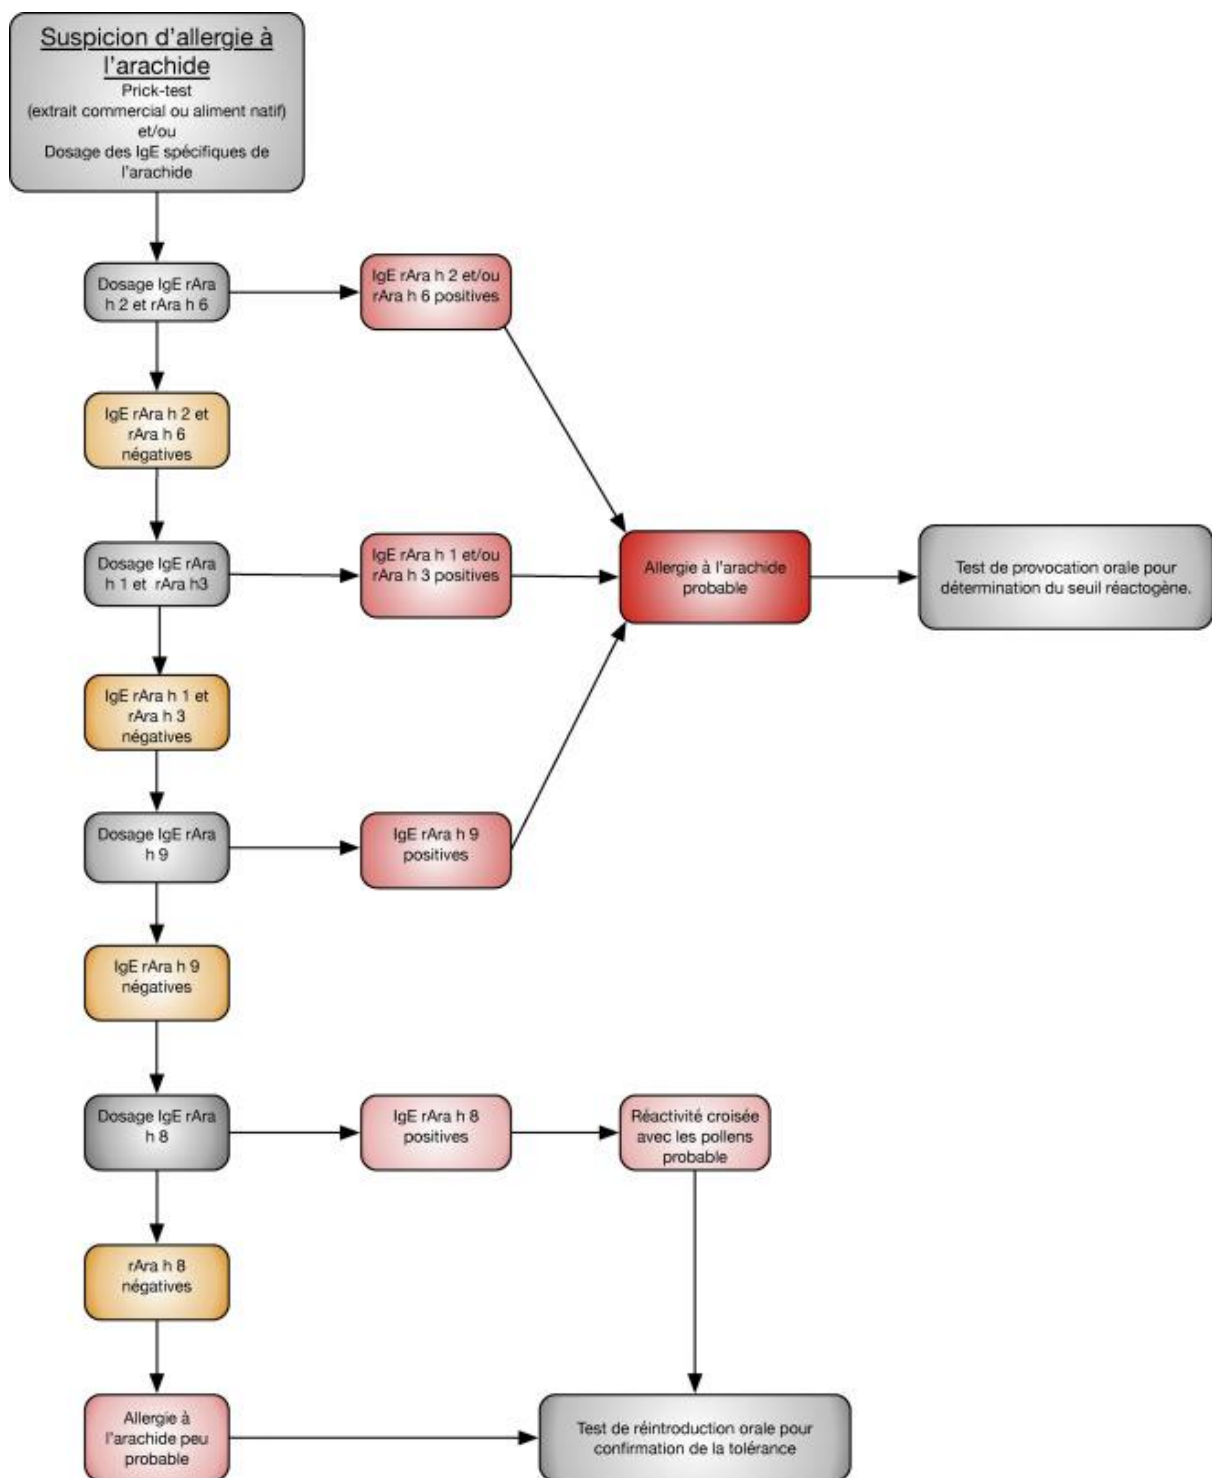 Suspicion d'allergie à
l'arachide
Prick-test
(extrait commercial ou aliment natif)
et/ou
Dosage des IgE spécifiques de
l'arachide
Dosage IgE rAra
h 2 et rAra h 6
IgE rAra h 2 et/ou
rAra h 6 positives
IgE rAra h 2 et
rAra h 6
négatives
Dosage IgE rAra
h 1 et rAra h3
IgE rAra h 1 et/ou
rAra h 3 positives
Allergie à l'arachide
probable
Test de provocation orale pour
détermination du seuil réactogène.
IgE rAra h 1 et
rAra h 3
négatives
Dosage IgE rAra
h 9
IgE rAra h 9
positives
IgE rAra h 9
négatives
Dosage IgE rAra
h 8
IgE rAra h 8
positives
Réactivité croisée
avec les pollens
probable
rAra h 8
négatives
Allergie à
l'arachide peu
probable
Test de réintroduction orale pour
confirmation de la tolérance